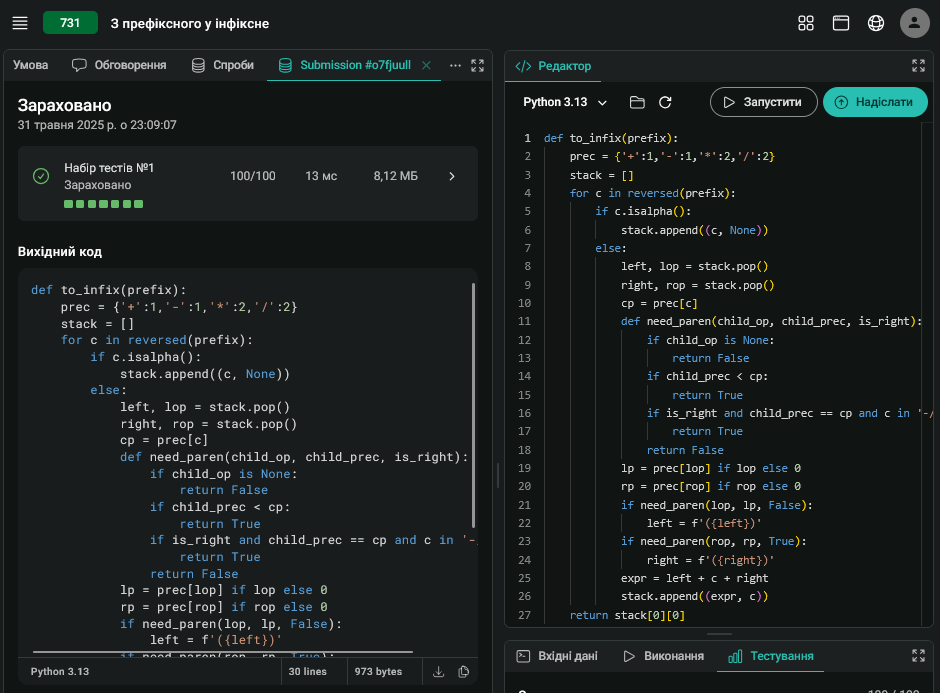 731 З префіксного у інфіксне
Умова Обговорення Спроби Submission #o7fjuull
Зараховано
31 травня 2025 р. о 23:09:07
Набір тестів №1
Зараховано
100/100 13 мс 8,12 МБ
Вихідний код
def to_infix(prefix):
    prec = {'+':1,'-':1,'*':2,'/':2}
    stack = []
    for c in reversed(prefix):
        if c.isalpha():
            stack.append((c, None))
        else:
            left, lop = stack.pop()
            right, rop = stack.pop()
            cp = prec[c]
            def need_paren(child_op, child_prec, is_right):
                if child_op is None:
                    return False
                if child_prec < cp:
                    return True
                if is_right and child_prec == cp and c in '-
                    return True
                return False
            lp = prec[lop] if lop else 0
            rp = prec[rop] if rop else 0
            if need_paren(lop, lp, False):
                left = f'({left})'
            if need_paren(rop, rp, True):
Python 3.13 30 lines 973 bytes
Редактор
Python 3.13 Запустити Надіслати
1 def to_infix(prefix):
2     prec = {'+':1,'-':1,'*':2,'/':2}
3     stack = []
4     for c in reversed(prefix):
5         if c.isalpha():
6             stack.append((c, None))
7         else:
8             left, lop = stack.pop()
9             right, rop = stack.pop()
10             cp = prec[c]
11             def need_paren(child_op, child_prec, is_right):
12                 if child_op is None:
13                     return False
14                 if child_prec < cp:
15                     return True
16                 if is_right and child_prec == cp and c in '-/
17                     return True
18                 return False
19             lp = prec[lop] if lop else 0
20             rp = prec[rop] if rop else 0
21             if need_paren(lop, lp, False):
22                 left = f'({left})'
23             if need_paren(rop, rp, True):
24                 right = f'({right})'
25             expr = left + c + right
26             stack.append((expr, c))
27     return stack[0][0]
Вхідні дані Виконання Тестування